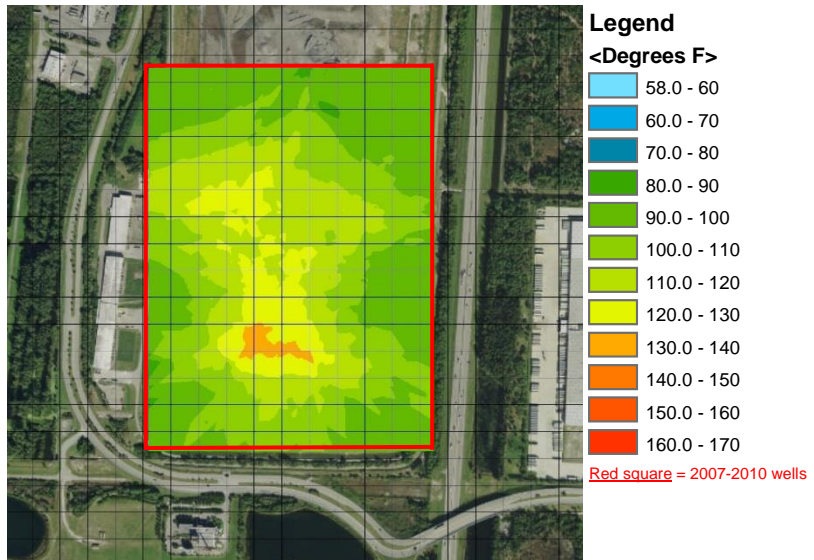 Legend
<Degrees F>
58.0 - 60
60.0 - 70
70.0 - 80
80.0 - 90
90.0 - 100
100.0 - 110
110.0 - 120
120.0 - 130
130.0 - 140
140.0 - 150
150.0 - 160
160.0 - 170
Red square = 2007-2010 wells